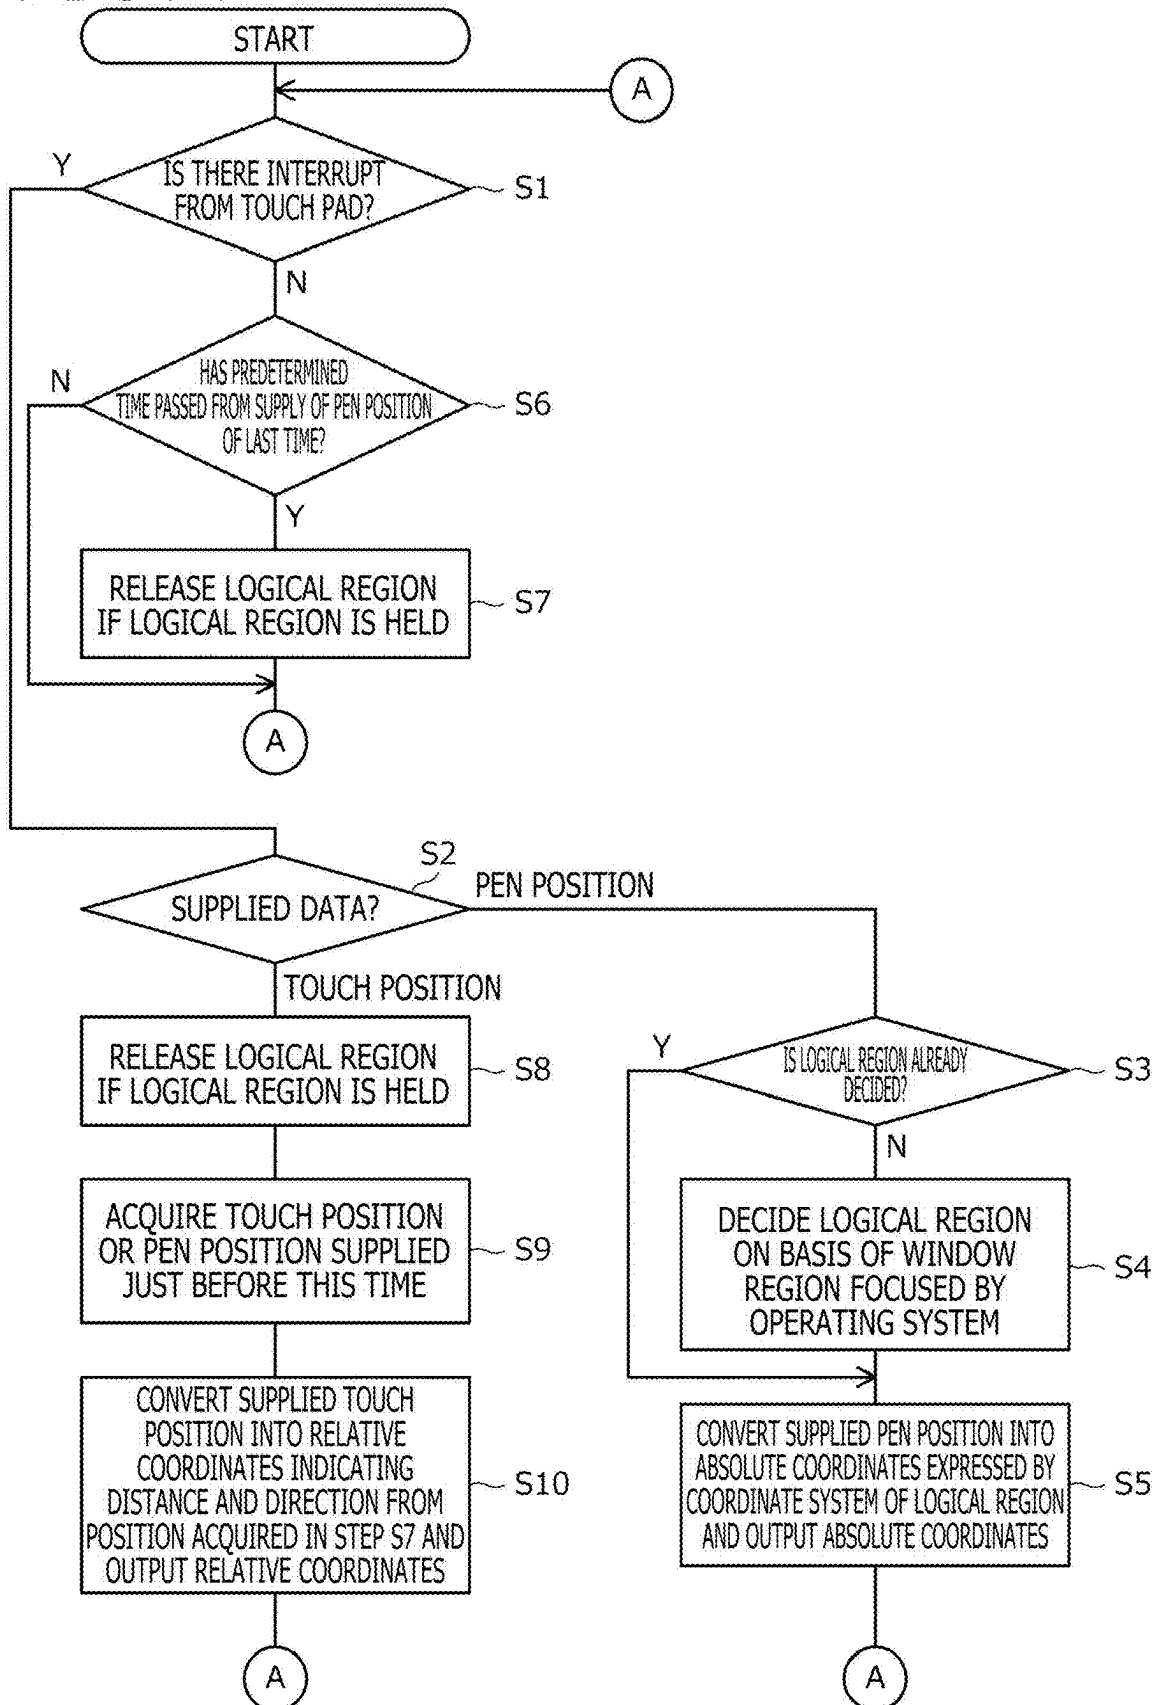 START
A
Y
IS THERE INTERRUPT
FROM TOUCH PAD?
S1
N
N
HAS PREDETERMINED
TIME PASSED FROM SUPPLY OF PEN POSITION
OF LAST TIME?
S6
Y
RELEASE LOGICAL REGION
IF LOGICAL REGION IS HELD
S7
A
S2
SUPPLIED DATA?
PEN POSITION
TOUCH POSITION
RELEASE LOGICAL REGION
IF LOGICAL REGION IS HELD
S8
Y
IS LOGICAL REGION ALREADY
DECIDED?
S3
N
ACQUIRE TOUCH POSITION
OR PEN POSITION SUPPLIED
JUST BEFORE THIS TIME
S9
DECIDE LOGICAL REGION
ON BASIS OF WINDOW
REGION FOCUSED BY
OPERATING SYSTEM
S4
CONVERT SUPPLIED TOUCH
POSITION INTO RELATIVE
COORDINATES INDICATING
DISTANCE AND DIRECTION FROM
POSITION ACQUIRED IN STEP S7 AND
OUTPUT RELATIVE COORDINATES
S10
CONVERT SUPPLIED PEN POSITION INTO
ABSOLUTE COORDINATES EXPRESSED BY
COORDINATE SYSTEM OF LOGICAL REGION
AND OUTPUT ABSOLUTE COORDINATES
S5
A
A